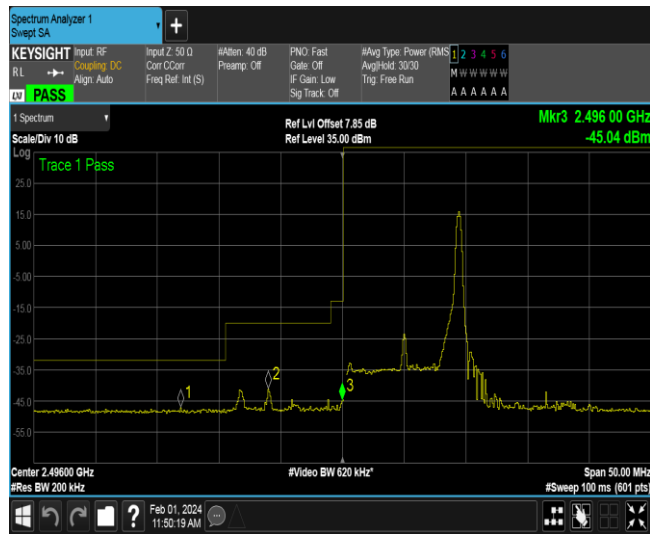 Spectrum Analyzer 1
Swept SA
+
KEYSIGHT
RL
LXI PASS
Input: RF
Coupling: DC
Align: Auto
Input Z: 50 Ω
Corr CCorr
Freq Ref: Int (S)
#Atten: 40 dB
Preamp: Off
PNO: Fast
Gate: Off
IF Gain: Low
Sig Track: Off
#Avg Type: Power (RMS
Avg|Hold: 30/30
Trig: Free Run
1 2 3 4 5 6
M W W W W W
A A A A A A
1 Spectrum
Scale/Div 10 dB
Ref Lvl Offset 7.85 dB
Ref Level 35.00 dBm
Mkr3 2.496 00 GHz
-45.04 dBm
Log
Trace 1 Pass
25.0
15.0
5.00
-5.00
-15.0
-25.0
-35.0
-45.0
-55.0
1
2
3
Center 2.49600 GHz
#Res BW 200 kHz
#Video BW 620 kHz*
Span 50.00 MHz
#Sweep 100 ms (601 pts)
?
Feb 01, 2024
11:50:19 AM